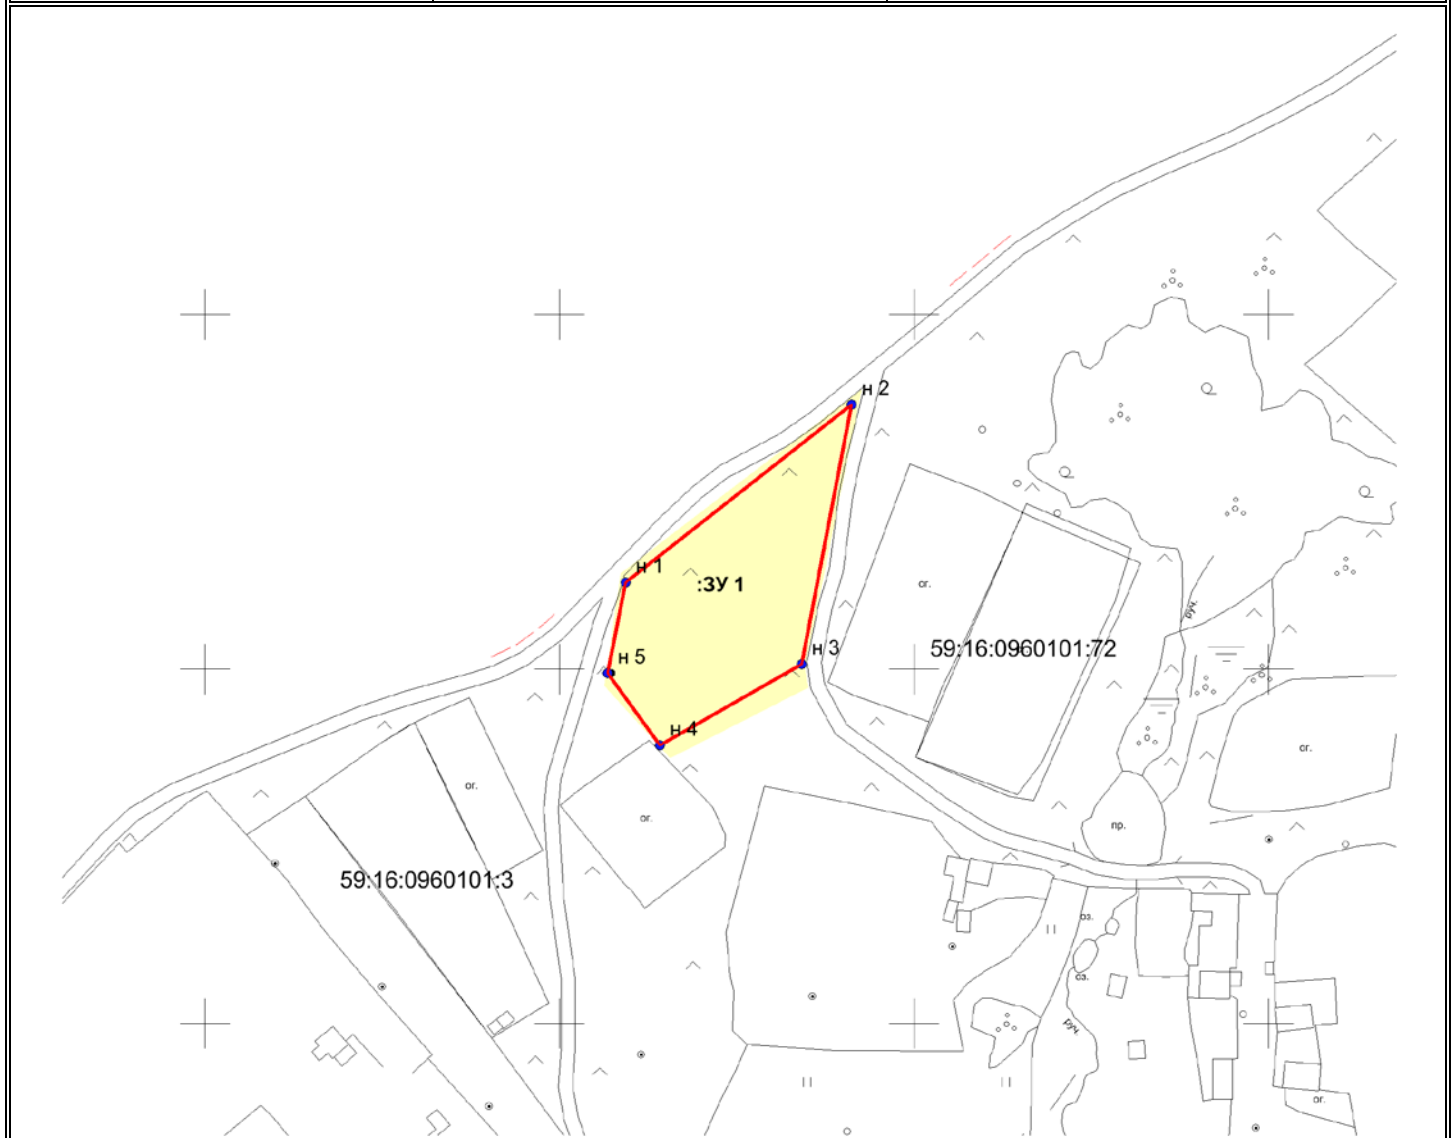 н 2
н 1
:ЗУ 1
ог.
руч.
н 3
59:16:0960101:72
н 5
н 4
ог.
ог.
ог.
пр.
59:16:0960101:3
оз.
оз.
руч.
ог.